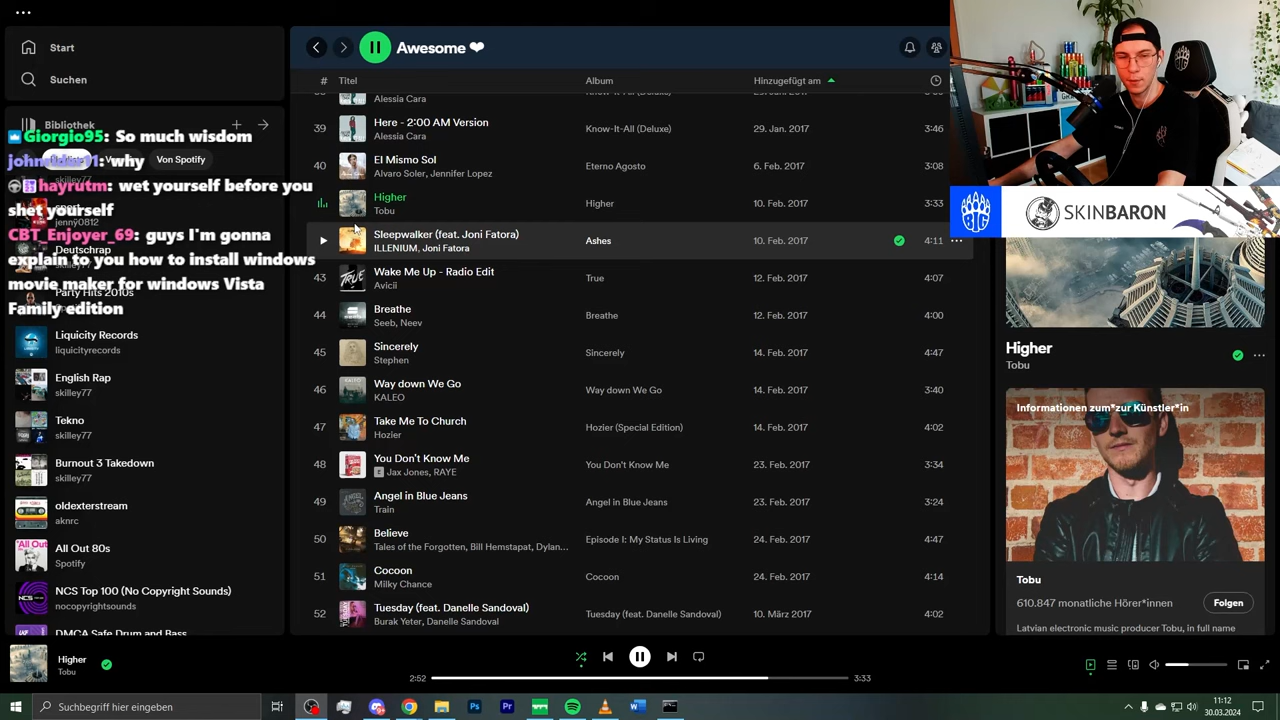 Start
Suchen
Bibliothek
Von Spotify
skilley77
jenny0812
Deutschrap
Party Hits 2010s
Liquicity Records
liquicityrecords
English Rap
skilley77
Tekno
skilley77
Burnout 3 Takedown
skilley77
oldexterstream
aknrc
All Out 80s
Spotify
NCS Top 100 (No Copyright Sounds)
nocopyrightsounds
DMCA Safe Drum and Bass
Giorgio95: So much wisdom
why
hayrutm: wet yourself before you
shet yourself
CBT_Enjoyer_69: guys I'm gonna
explain to you how to install windows
movie maker for windows Vista
Family edition
Awesome ❤
# Titel Album Hinzugefügt am
Alessia Cara
39 Here - 2:00 AM Version Know-It-All (Deluxe) 29. Jan. 2017 3:46
Alessia Cara
40 El Mismo Sol Eterno Agosto 6. Feb. 2017 3:08
Alvaro Soler, Jennifer Lopez
Higher Higher 10. Feb. 2017 3:33
Tobu
Sleepwalker (feat. Joni Fatora) Ashes 10. Feb. 2017 4:11
ILLENIUM, Joni Fatora
43 Wake Me Up - Radio Edit True 12. Feb. 2017 4:07
Avicii
44 Breathe Breathe 12. Feb. 2017 4:00
Seeb, Neev
45 Sincerely Sincerely 14. Feb. 2017 4:47
Stephen
46 Way down We Go Way down We Go 14. Feb. 2017 3:40
KALEO
47 Take Me To Church Hozier (Special Edition) 14. Feb. 2017 4:02
Hozier
48 You Don't Know Me You Don't Know Me 23. Feb. 2017 3:34
E Jax Jones, RAYE
49 Angel in Blue Jeans Angel in Blue Jeans 23. Feb. 2017 3:24
Train
50 Believe Episode I: My Status Is Living 24. Feb. 2017 4:47
Tales of the Forgotten, Bill Hemstapat, Dylan...
51 Cocoon Cocoon 24. Feb. 2017 4:14
Milky Chance
52 Tuesday (feat. Danelle Sandoval) Tuesday (feat. Danelle Sandoval) 10. März 2017 4:02
Burak Yeter, Danelle Sandoval
BIG
SKINBARON
Higher
Tobu
Informationen zum*zur Künstler*in
Tobu
610.847 monatliche Hörer*innen
Folgen
Latvian electronic music producer Tobu, in full name
Higher
Tobu
2:52
3:33
Suchbegriff hier eingeben
11:12
30.03.2024